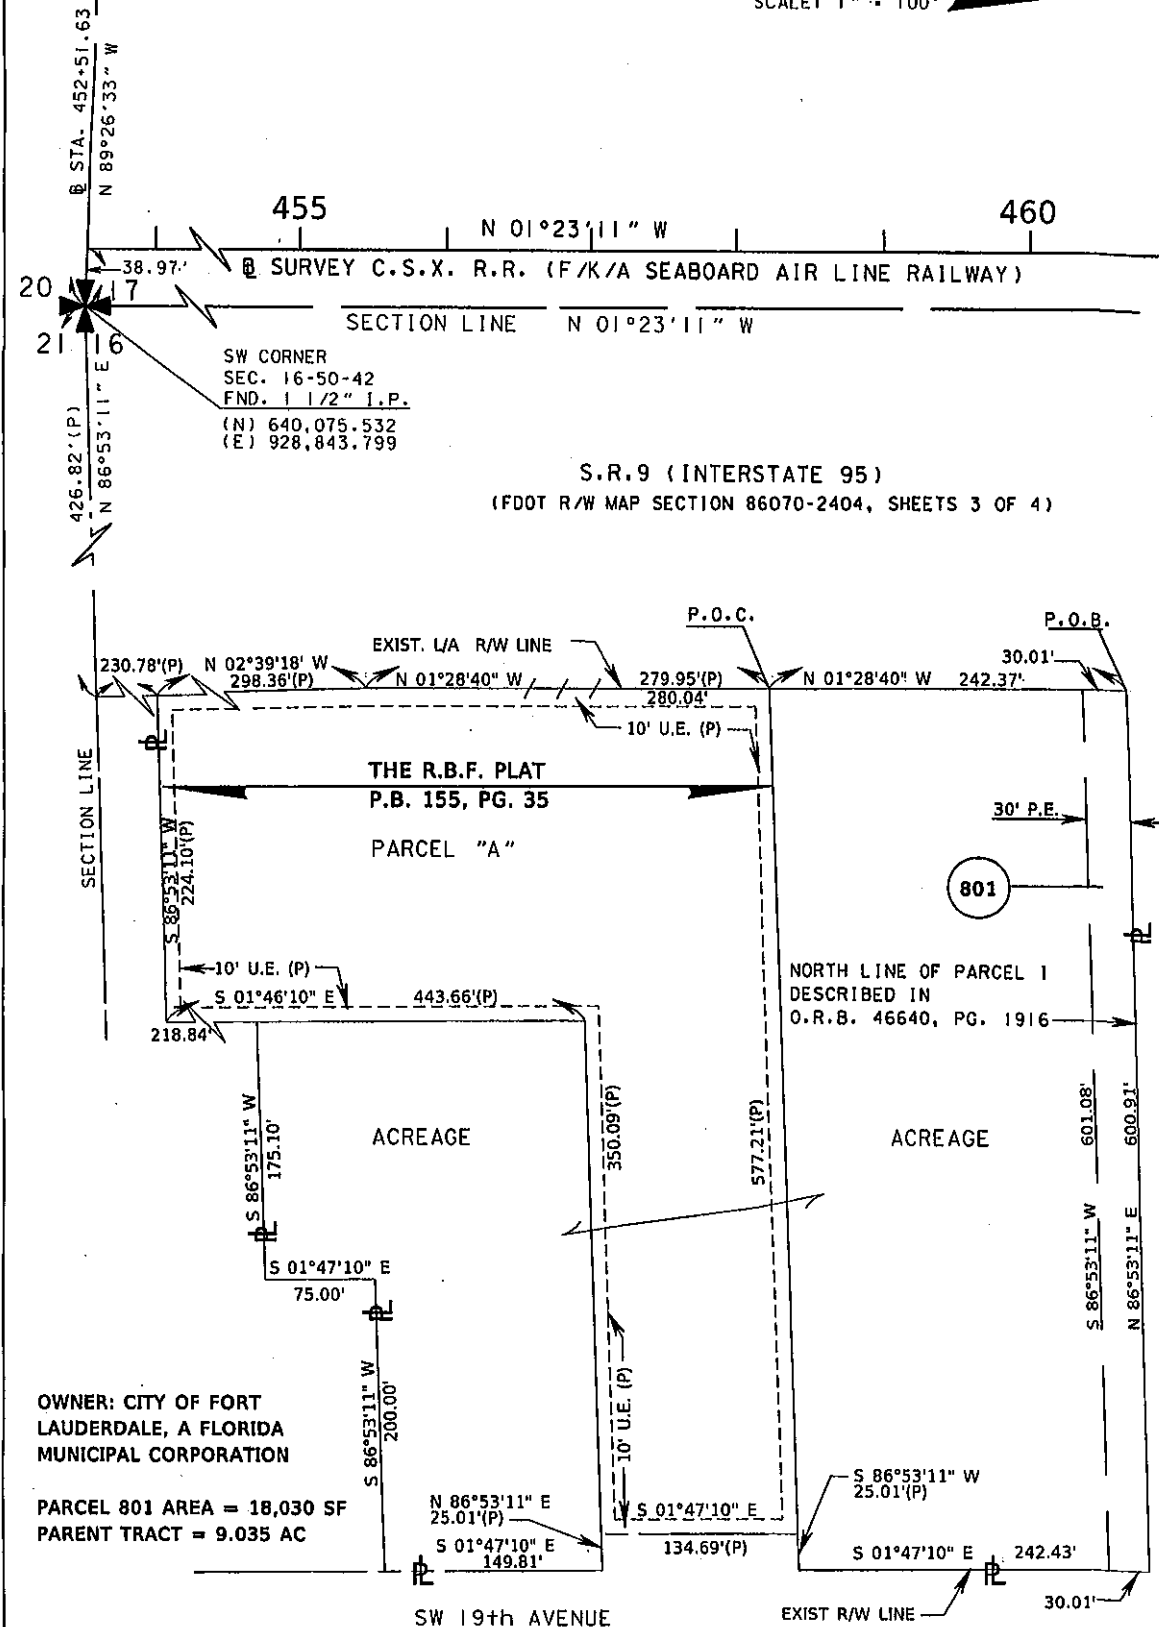 SCALE: 1" = 100'
℄ STA. 452+51.63
N 89°26'33" W
455
460
N 01°23'11" W
38.97'
℄ SURVEY C.S.X. R.R. (F/K/A SEABOARD AIR LINE RAILWAY)
20
17
SECTION LINE N 01°23'11" W
21
16
SW CORNER
SEC. 16-50-42
FND. 1 1/2" I.P.
(N) 640,075.532
(E) 928,843.799
426.82'(P)
N 86°53'11" E
S.R.9 (INTERSTATE 95)
(FDOT R/W MAP SECTION 86070-2404, SHEETS 3 OF 4)
P.O.C.
P.O.B.
EXIST. L/A R/W LINE
230.78'(P)
N 02°39'18' W
298.36'(P)
N 01°28'40" W
279.95'(P)
280.04'
N 01°28'40" W
242.37'
30.01'
10' U.E. (P)
THE R.B.F. PLAT
P.B. 155, PG. 35
PARCEL "A"
SECTION LINE
S 86°53'11" W
224.10'(P)
30' P.E.
801
10' U.E. (P)
S 01°46'10" E
443.66'(P)
218.84'
NORTH LINE OF PARCEL 1
DESCRIBED IN
O.R.B. 46640, PG. 1916
S 86°53'11" W
175.10'
ACREAGE
350.09'(P)
577.21'(P)
ACREAGE
601.08'
600.91'
S 86°53'11" W
N 86°53'11" E
S 01°47'10" E
75.00'
S 86°53'11" W
200.00'
10' U.E. (P)
OWNER: CITY OF FORT
LAUDERDALE, A FLORIDA
MUNICIPAL CORPORATION
PARCEL 801 AREA = 18,030 SF
PARENT TRACT = 9.035 AC
N 86°53'11" E
25.01'(P)
S 01°47'10" E
149.81'
S 01°47'10" E
134.69'(P)
S 86°53'11" W
25.01'(P)
S 01°47'10" E
242.43'
30.01'
SW 19th AVENUE
EXIST R/W LINE